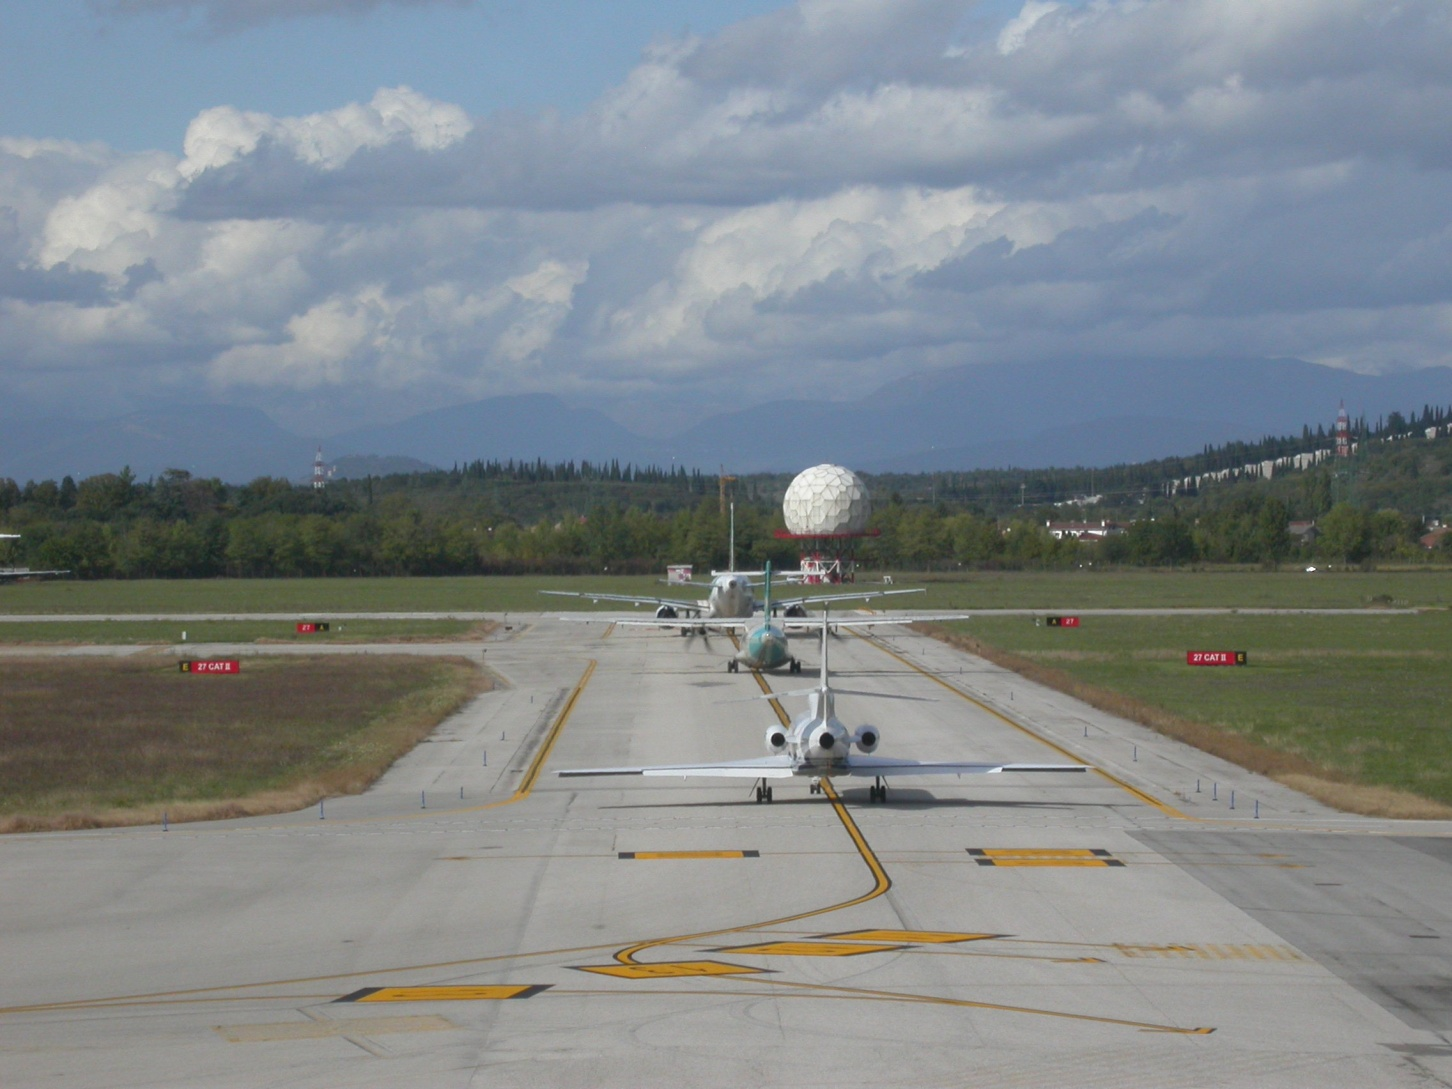 27 A
A 27
E 27 CAT II
27 CAT II E